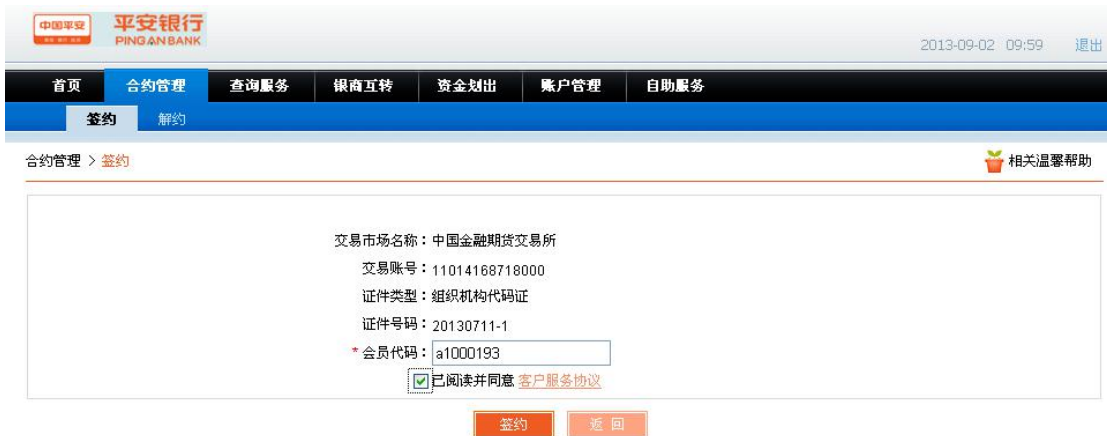 中国平安
平安银行
PINGAN BANK
2013-09-02 09:59 退出
首页 合约管理 查询服务 银商互转 资金划出 账户管理 自助服务
签约 解约
合约管理 > 签约 相关温馨帮助
交易市场名称：中国金融期货交易所
交易账号：11014168718000
证件类型：组织机构代码证
证件号码：20130711-1
* 会员代码：a1000193
已阅读并同意 客户服务协议
签约 返回